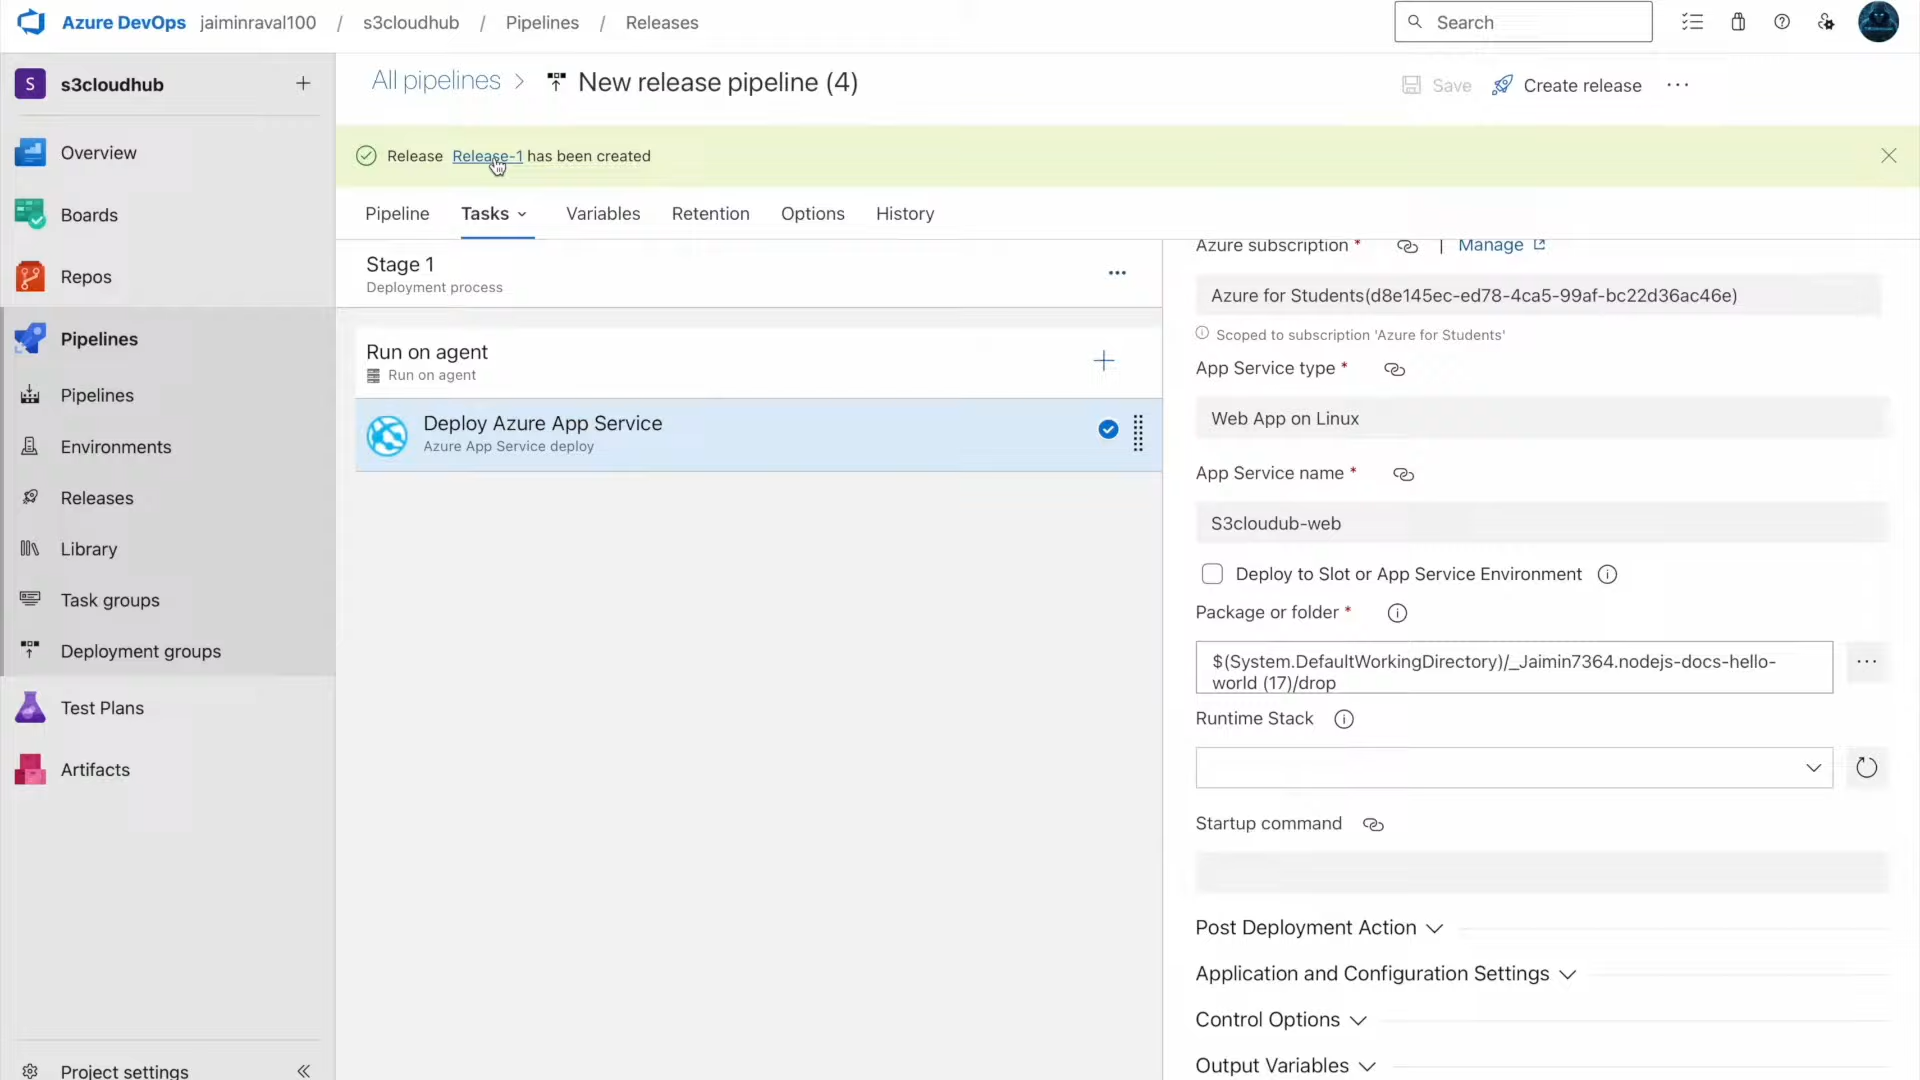 Azure DevOps jaiminraval100 / s3cloudhub / Pipelines / Releases
Search
S s3cloudhub
All pipelines > New release pipeline (4)
Save
Create release
Release Release-1 has been created
Overview
Boards
Repos
Pipelines
Pipelines
Environments
Releases
Library
Task groups
Deployment groups
Test Plans
Artifacts
Project settings
Pipeline Tasks Variables Retention Options History
Stage 1
Deployment process
Run on agent
Run on agent
Deploy Azure App Service
Azure App Service deploy
Azure subscription * | Manage
Azure for Students(d8e145ec-ed78-4ca5-99af-bc22d36ac46e)
Scoped to subscription 'Azure for Students'
App Service type *
Web App on Linux
App Service name *
S3cloudub-web
Deploy to Slot or App Service Environment
Package or folder *
$(System.DefaultWorkingDirectory)/_Jaimin7364.nodejs-docs-hello-
world (17)/drop
Runtime Stack
Startup command
Post Deployment Action
Application and Configuration Settings
Control Options
Output Variables